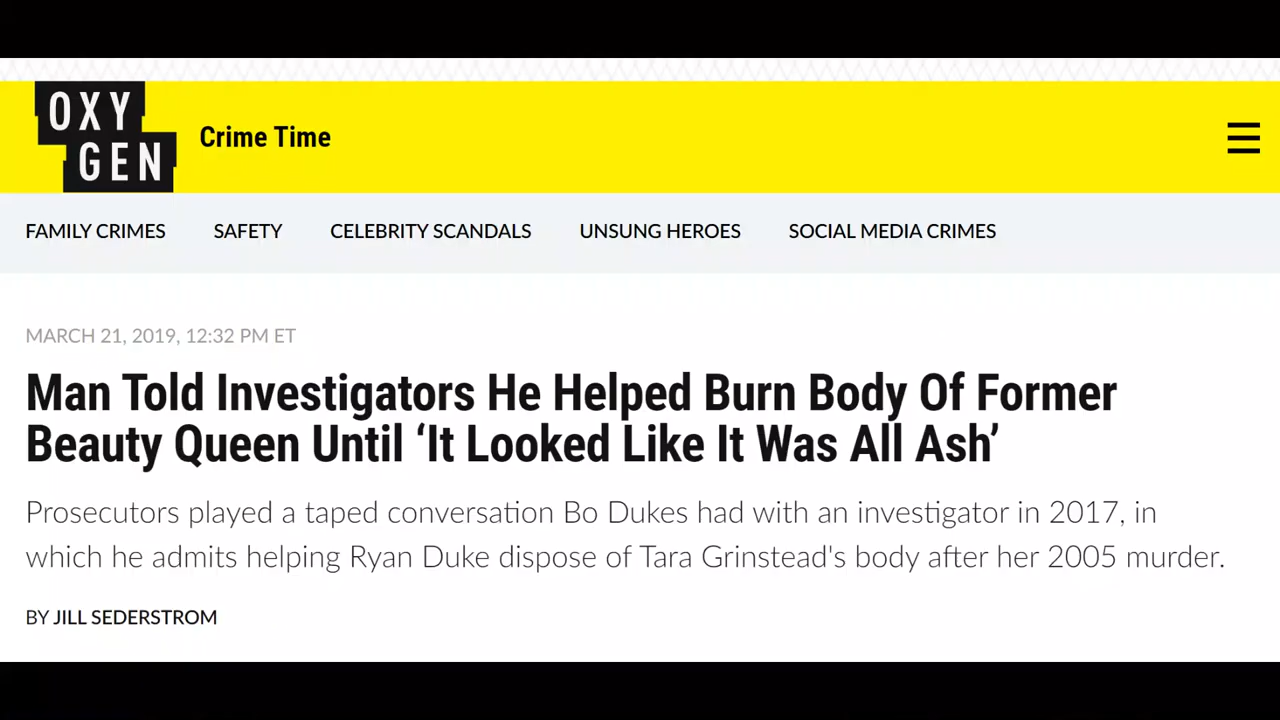 OXY
GEN
Crime Time
FAMILY CRIMES SAFETY CELEBRITY SCANDALS UNSUNG HEROES SOCIAL MEDIA CRIMES
MARCH 21, 2019, 12:32 PM ET
Man Told Investigators He Helped Burn Body Of Former
Beauty Queen Until ‘It Looked Like It Was All Ash’
Prosecutors played a taped conversation Bo Dukes had with an investigator in 2017, in
which he admits helping Ryan Duke dispose of Tara Grinstead's body after her 2005 murder.
BY JILL SEDERSTROM